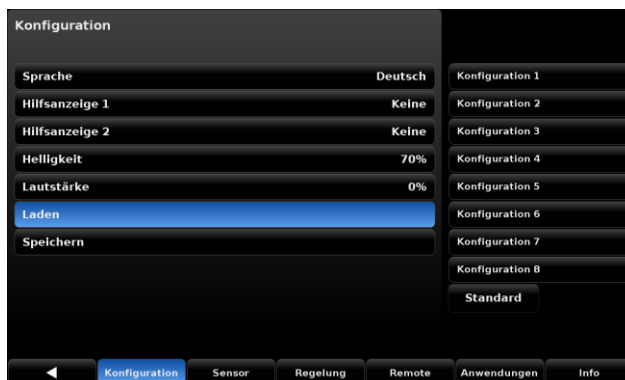 Konfiguration
Sprache Deutsch
Hilfsanzeige 1 Keine
Hilfsanzeige 2 Keine
Helligkeit 70%
Lautstärke 0%
Laden
Speichern
Konfiguration 1
Konfiguration 2
Konfiguration 3
Konfiguration 4
Konfiguration 5
Konfiguration 6
Konfiguration 7
Konfiguration 8
Standard
Konfiguration Sensor Regelung Remote Anwendungen Info